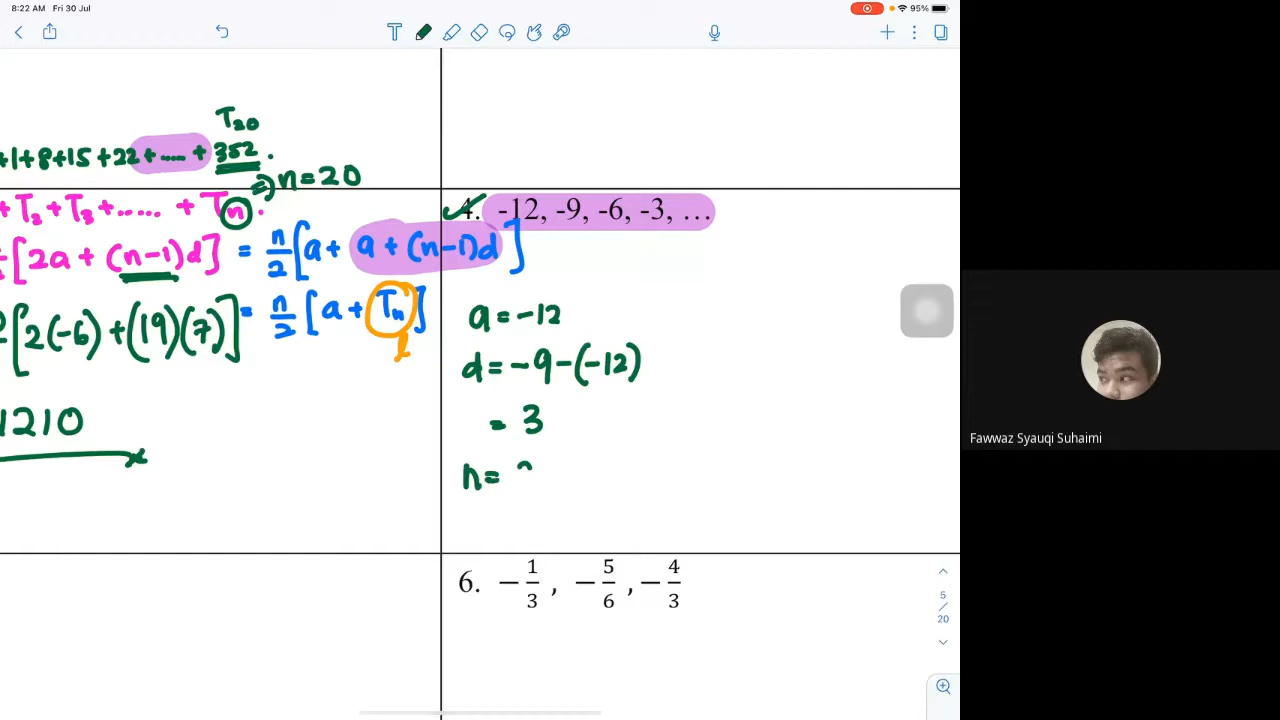 8:22 AM Fri 30 Jul
95%
T20
+1+8+15+22+.....+352.
⇒ n=20
+T2+T3+......+Tn.
[2a+(n-1)d] = n/2[a+a+(n-1)d]
[2(-6)+(19)(7)] = n/2[a+Tn]
l
1210
4. -12, -9, -6, -3, …
a=-12
d=-9-(-12)
= 3
n=
6. -1/3, -5/6, -4/3
5
/
20
Fawwaz Syauqi Suhaimi